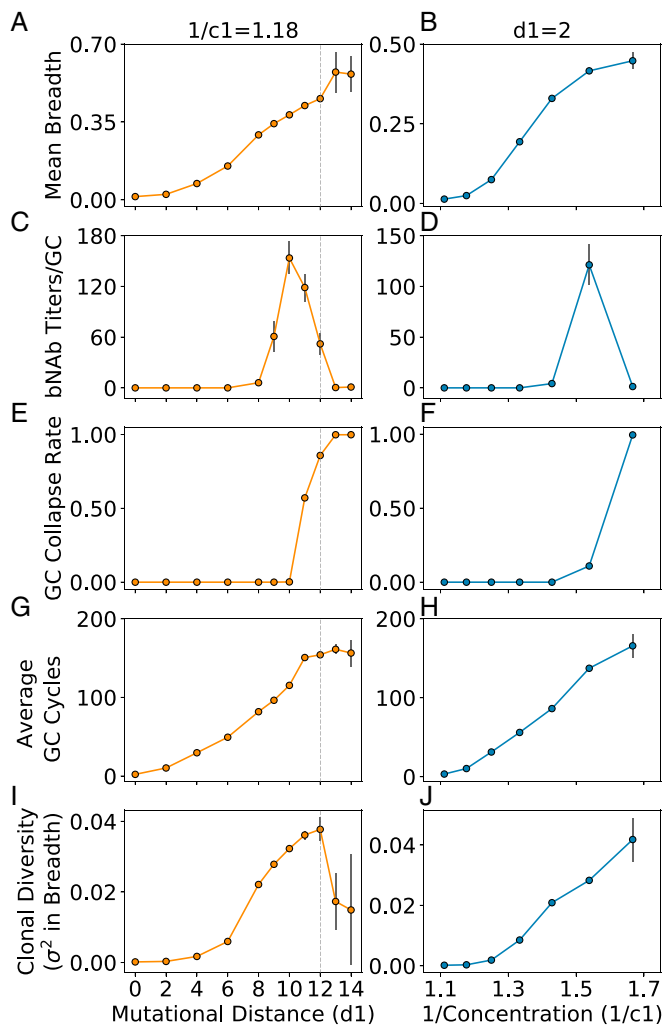 A
1/c1=1.18
B
d1=2
Mean Breadth
0.70
0.35
0.00
0.50
0.25
0.00
C
D
bNAb Titers/GC
180
120
60
0
150
100
50
0
E
F
GC Collapse Rate
1.00
0.50
0.00
1.00
0.50
0.00
G
H
Average
GC Cycles
200
100
0
200
100
0
I
J
Clonal Diversity
(σ² in Breadth)
0.04
0.02
0.00
0.04
0.02
0.00
0 2 4 6 8 10 12 14
1.1 1.3 1.5 1.7
Mutational Distance (d1)
1/Concentration (1/c1)